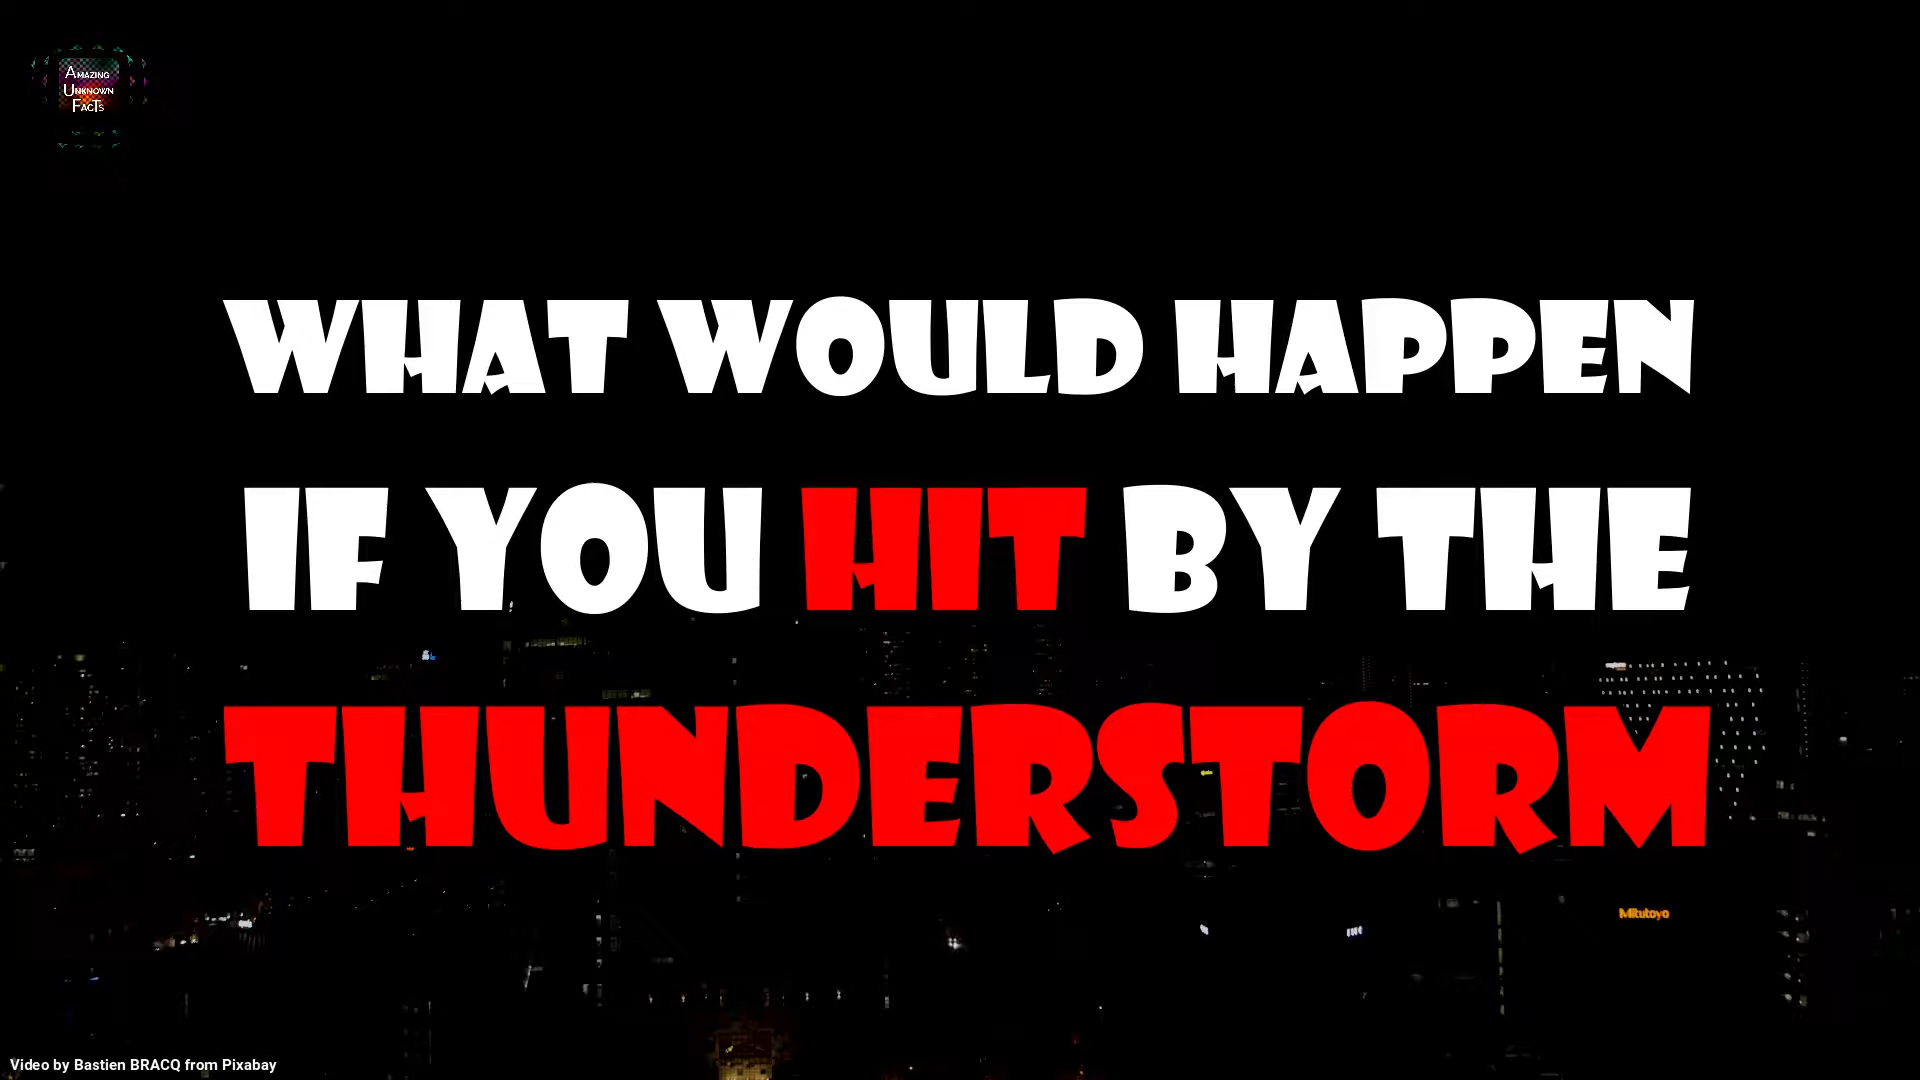 Amazing
Unknown
Facts
WHAT WOULD HAPPEN
IF YOU HIT BY THE
THUNDERSTORM
Mitutoyo
Video by Bastien BRACQ from Pixabay